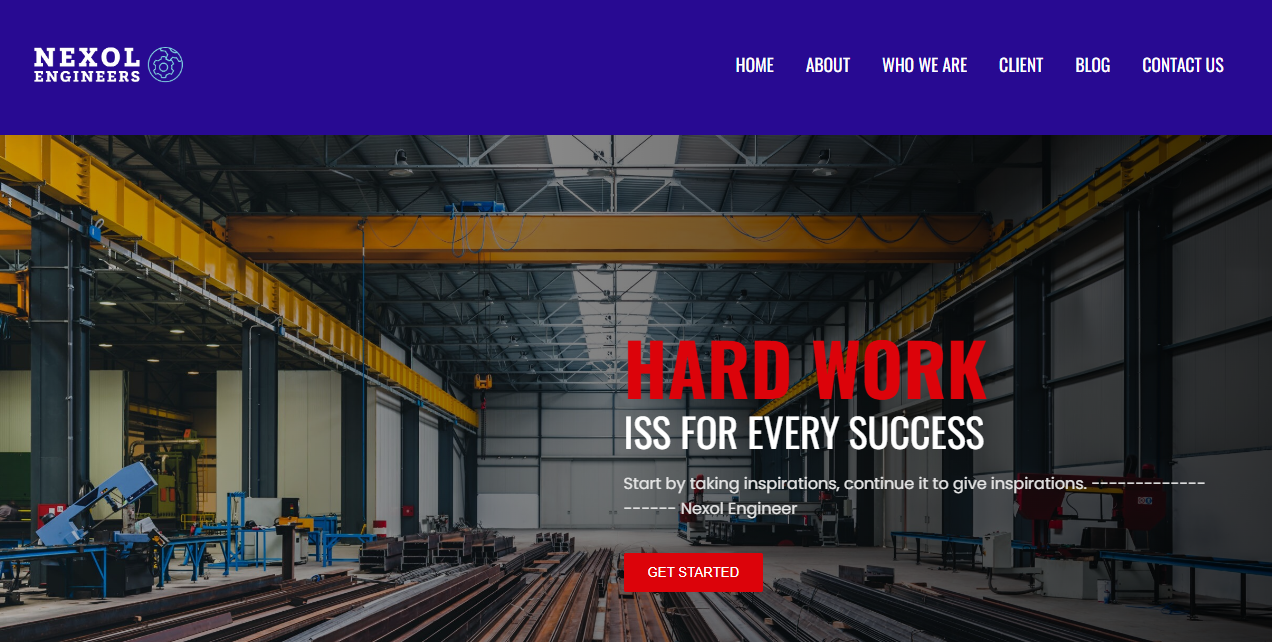 NEXOL
ENGINEERS
HOME ABOUT WHO WE ARE CLIENT BLOG CONTACT US
HARD WORK
ISS FOR EVERY SUCCESS
Start by taking inspirations, continue it to give inspirations. -------------
------ Nexol Engineer
GET STARTED